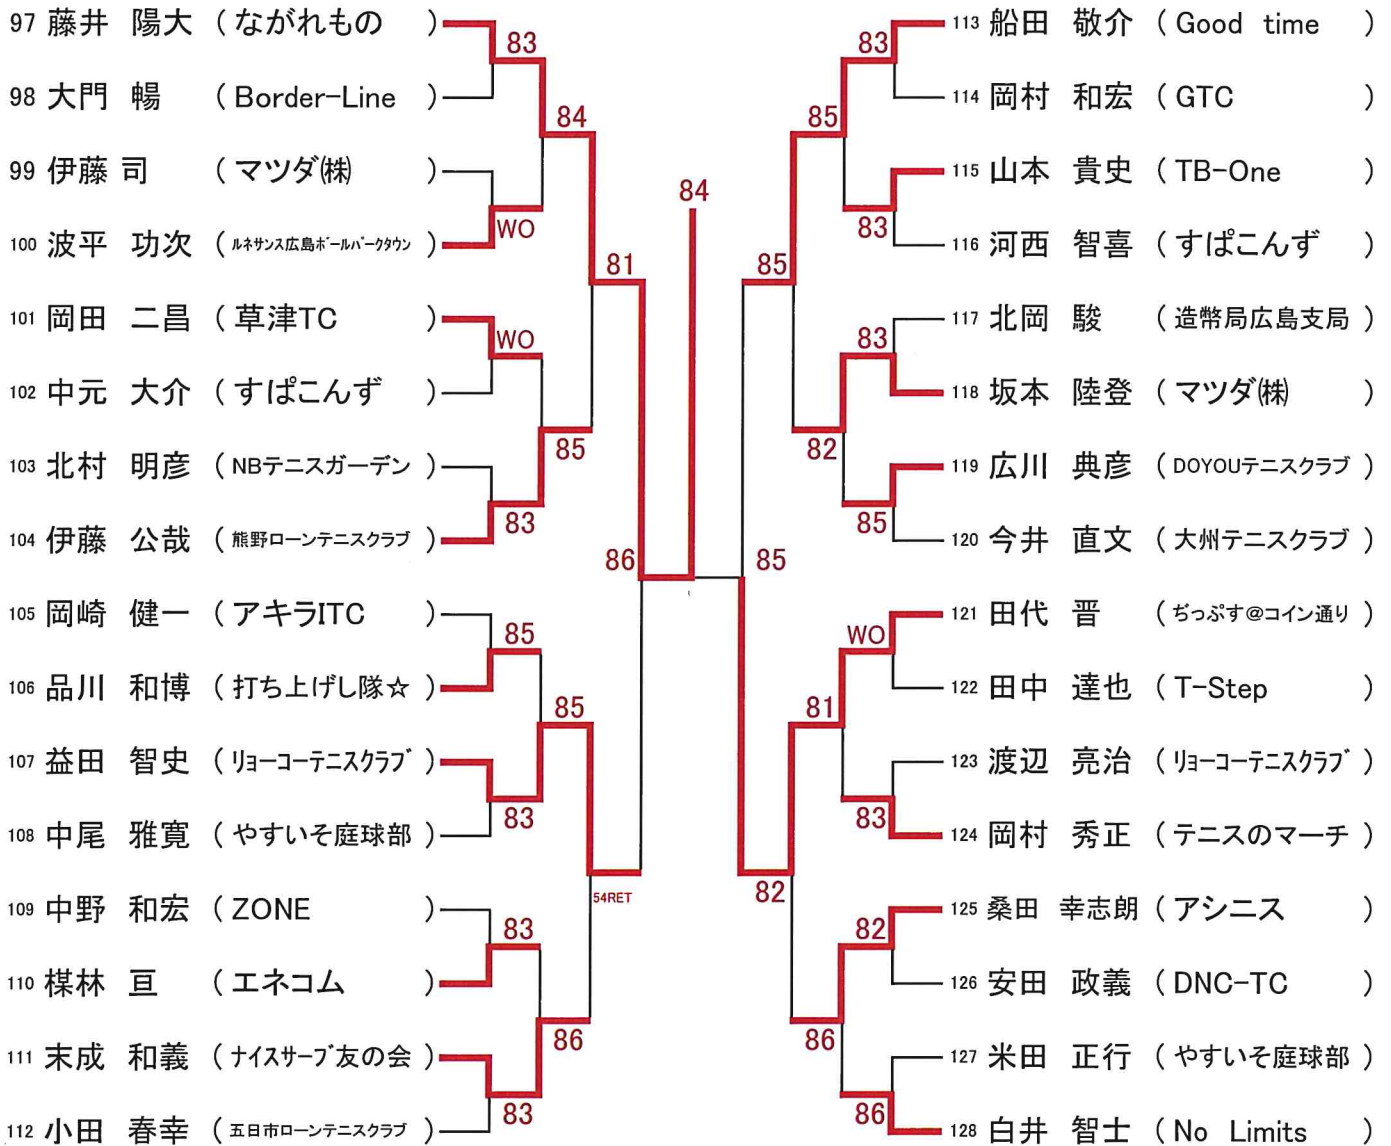 97 藤井 陽大 （ながれもの）
83
98 大門 暢 （Border-Line）
84
99 伊藤 司 （マツダ㈱）
WO
100 波平 功次 （ルネサンス広島ボールパークタウン）
81
101 岡田 二昌 （草津TC）
WO
102 中元 大介 （すぱこんず）
85
103 北村 明彦 （NBテニスガーデン）
83
104 伊藤 公哉 （熊野ローンテニスクラブ）
86
105 岡崎 健一 （アキラITC）
85
106 品川 和博 （打ち上げし隊☆）
85
107 益田 智史 （リョーコーテニスクラブ）
83
108 中尾 雅寛 （やすいそ庭球部）
54RET
109 中野 和宏 （ZONE）
83
110 楳林 亘 （エネコム）
86
111 末成 和義 （ナイスサーブ友の会）
83
112 小田 春幸 （五日市ローンテニスクラブ）
84
113 船田 敬介 （Good time）
83
114 岡村 和宏 （GTC）
85
115 山本 貴史 （TB-One）
83
116 河西 智喜 （すぱこんず）
85
117 北岡 駿 （造幣局広島支局）
83
118 坂本 陸登 （マツダ㈱）
82
119 広川 典彦 （DOYOUテニスクラブ）
85
120 今井 直文 （大州テニスクラブ）
85
121 田代 晋 （ぢっぷす@コイン通り）
WO
122 田中 達也 （T-Step）
81
123 渡辺 亮治 （リョーコーテニスクラブ）
83
124 岡村 秀正 （テニスのマーチ）
82
125 桑田 幸志朗 （アシニス）
82
126 安田 政義 （DNC-TC）
86
127 米田 正行 （やすいそ庭球部）
86
128 白井 智士 （No Limits）